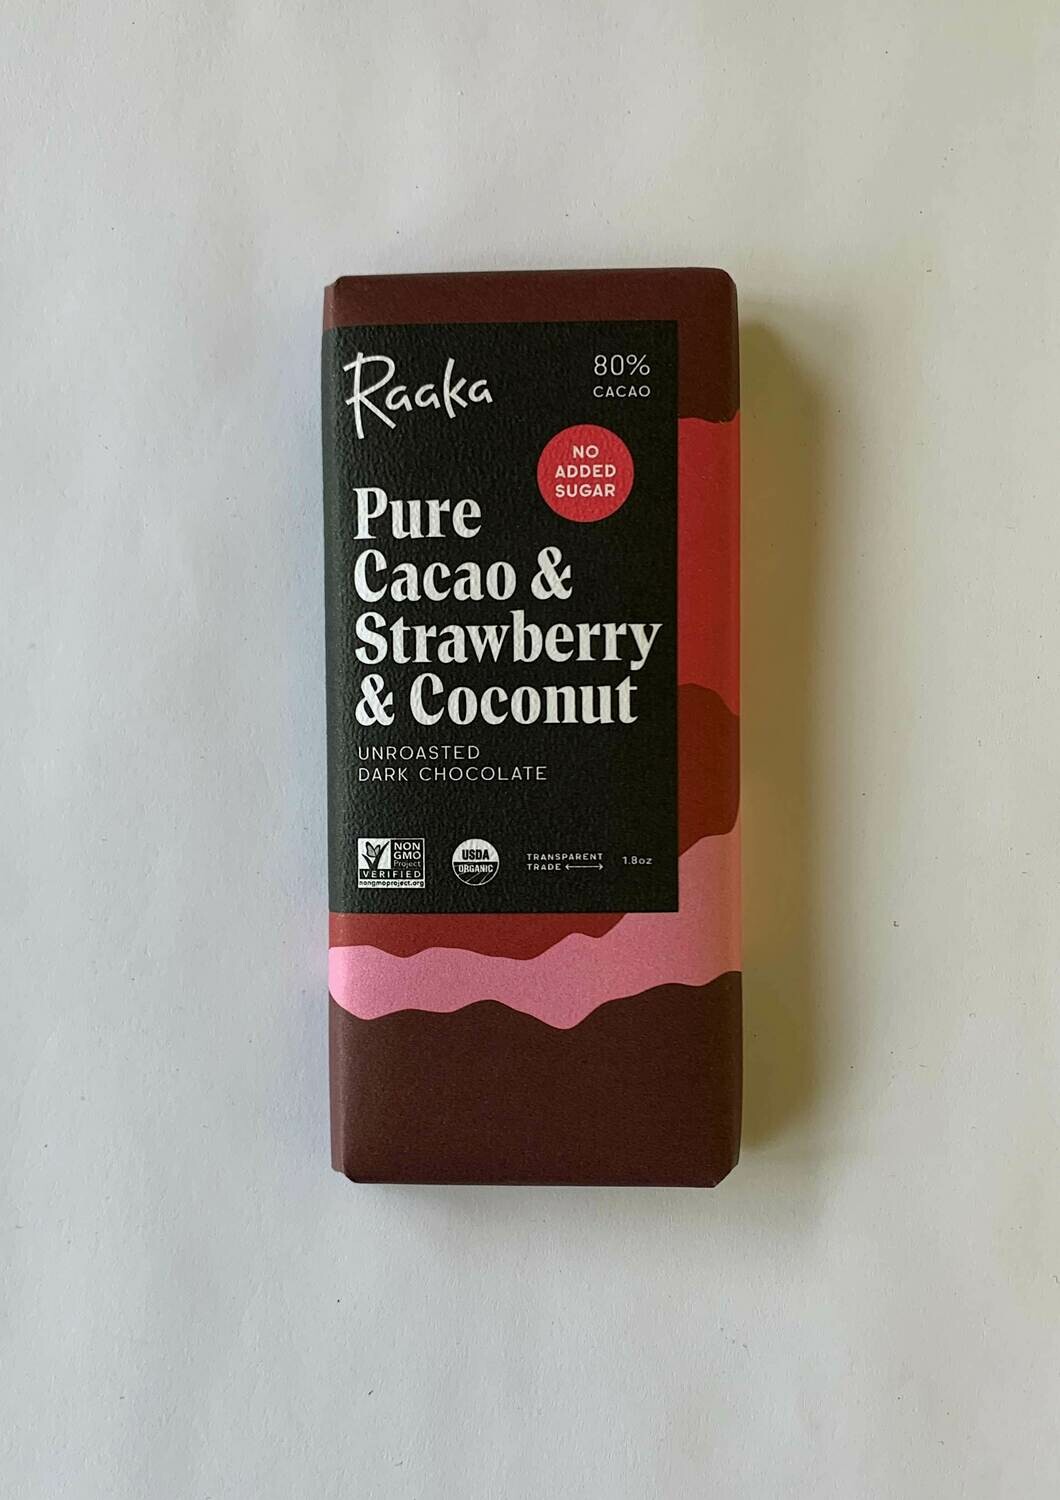 Raaka
80%
CACAO
NO
ADDED
SUGAR
Pure
Cacao &
Strawberry
& Coconut
UNROASTED
DARK CHOCOLATE
NON
GMO
Project
VERIFIED
nongmoproject.org
USDA
ORGANIC
TRANSPARENT
TRADE
1.8oz